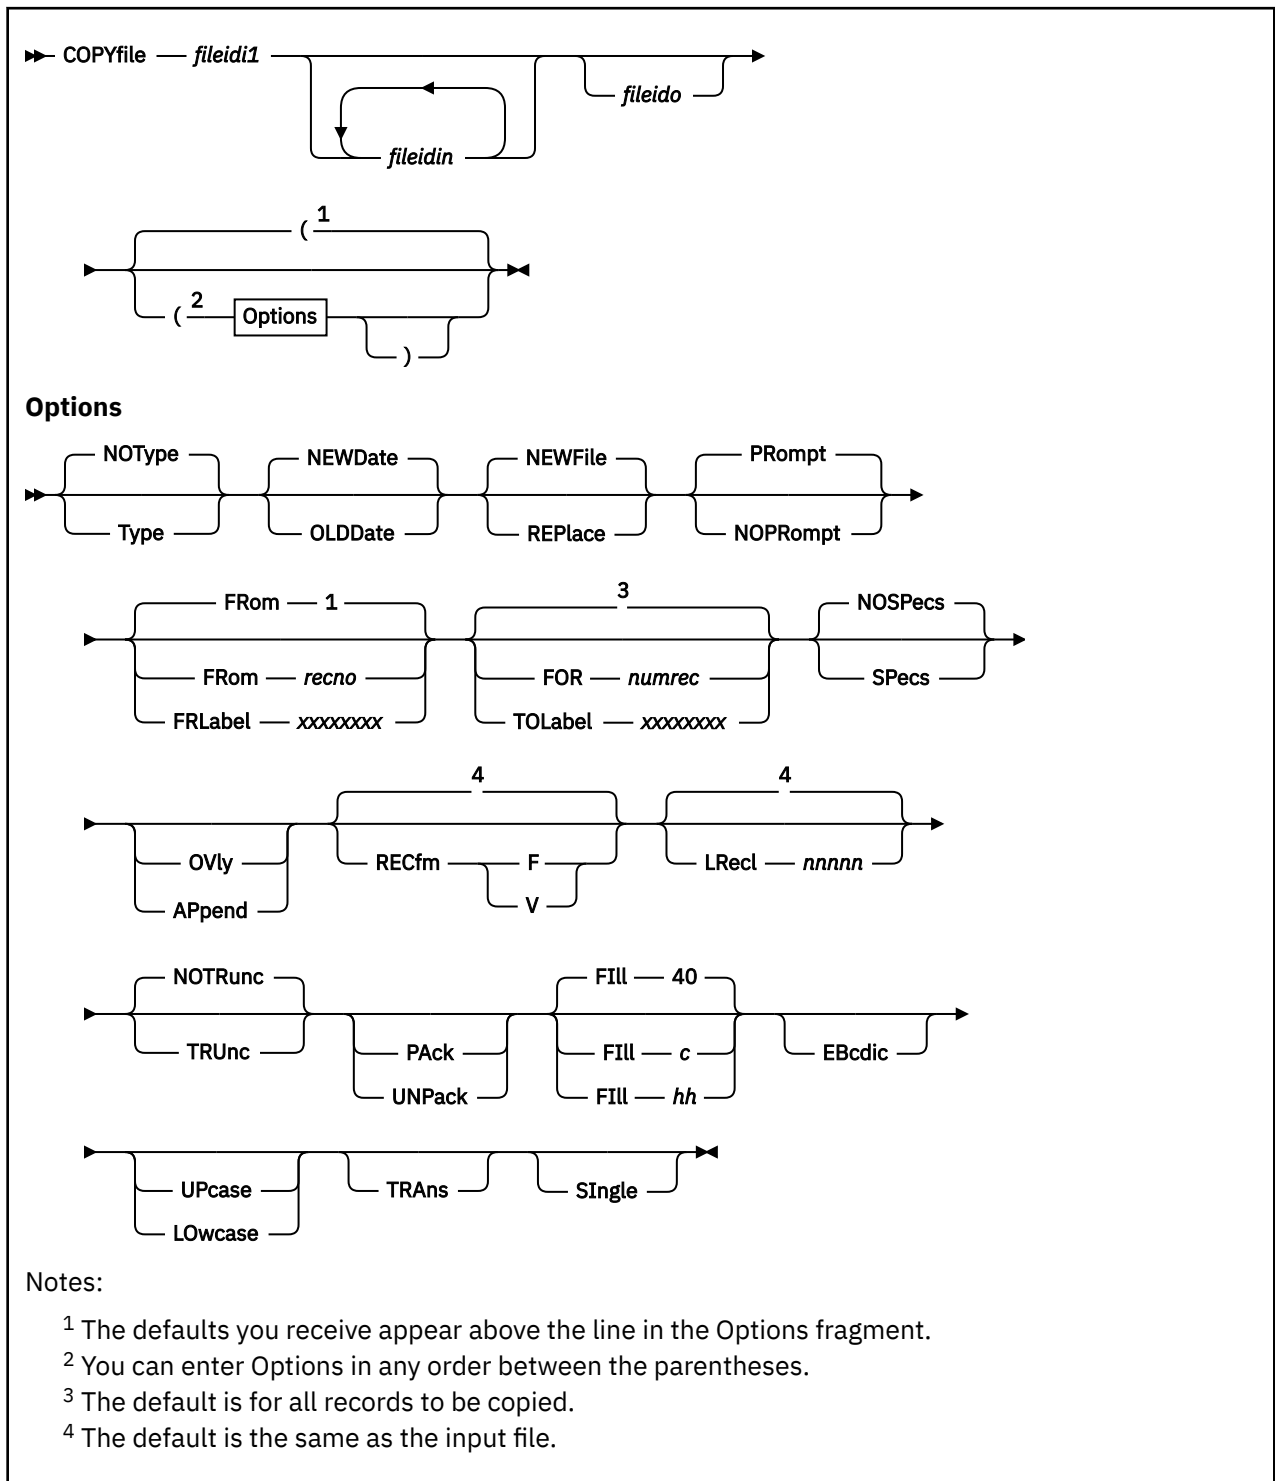 COPYfile fileidi1
fileido
fileidin
( 1
( 2 Options
)
Options
NOType NEWDate NEWFile PRompt
Type OLDDate REPlace NOPRompt
FRom 1 3 NOSPecs
FRom recno FOR numrec SPecs
FRLabel xxxxxxxx TOLabel xxxxxxxx
4 4
OVly RECfm F LRecl nnnnn
APpend V
NOTRunc FIll 40
TRUnc PAck FIll c EBcdic
UNPack FIll hh
UPcase TRAns SIngle
LOwcase
Notes:
1 The defaults you receive appear above the line in the Options fragment.
2 You can enter Options in any order between the parentheses.
3 The default is for all records to be copied.
4 The default is the same as the input file.